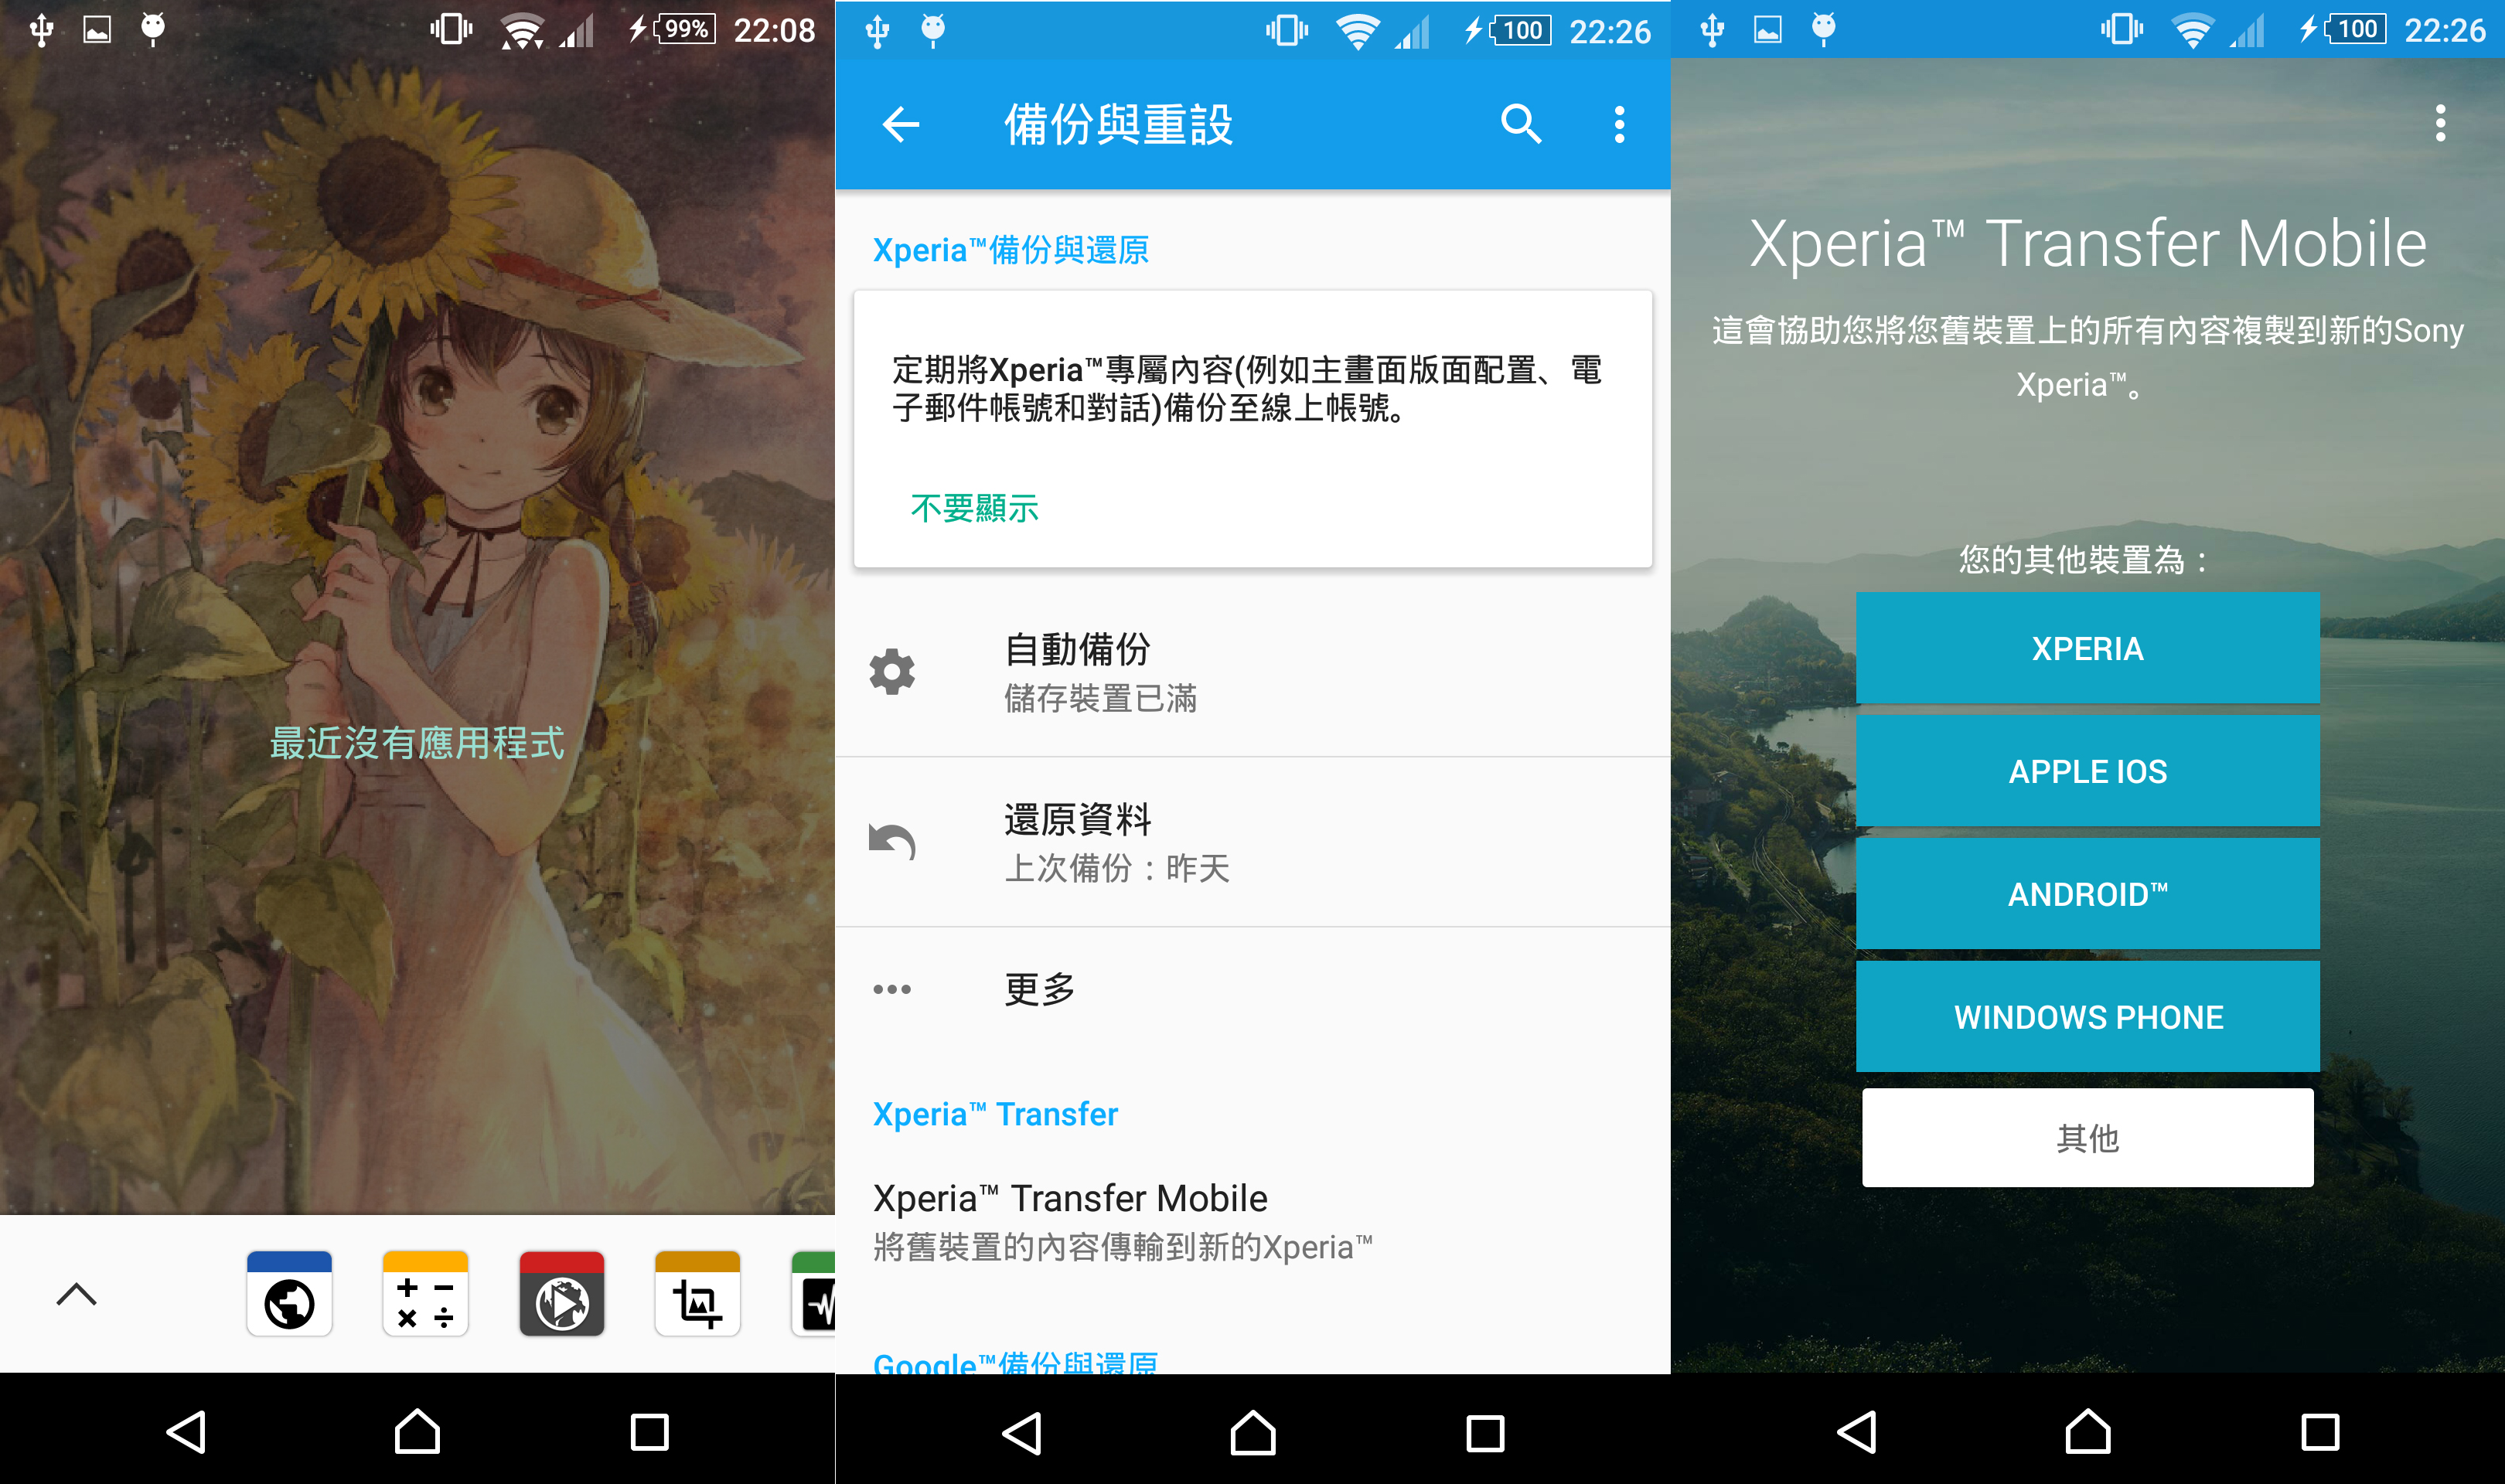 99%
22:08
最近沒有應用程式
100
22:26
備份與重設
Xperia™備份與還原
定期將Xperia™專屬內容(例如主畫面版面配置、電
子郵件帳號和對話)備份至線上帳號。
不要顯示
自動備份
儲存裝置已滿
還原資料
上次備份：昨天
更多
Xperia™ Transfer
Xperia™ Transfer Mobile
將舊裝置的內容傳輸到新的Xperia™
Google™備份與還原
100
22:26
Xperia™ Transfer Mobile
這會協助您將您舊裝置上的所有內容複製到新的Sony
Xperia™。
您的其他裝置為：
XPERIA
APPLE IOS
ANDROID™
WINDOWS PHONE
其他